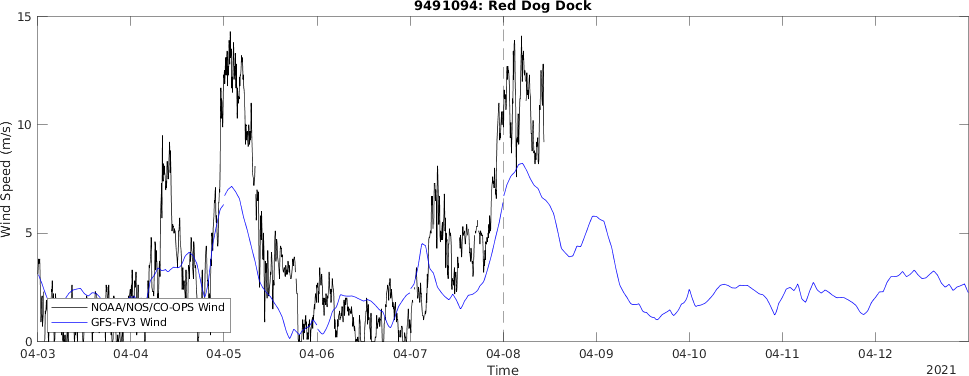 9491094: Red Dog Dock
15
10
5
0
Wind Speed (m/s)
NOAA/NOS/CO-OPS Wind
GFS-FV3 Wind
04-03 04-04 04-05 04-06 04-07 04-08 04-09 04-10 04-11 04-12
Time
2021